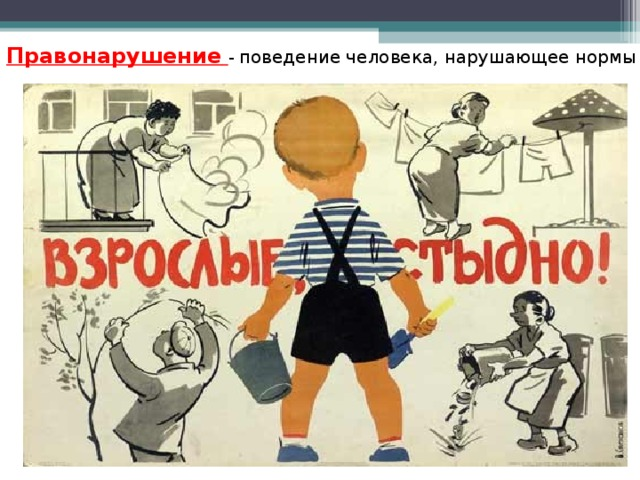 Правонарушение - поведение человека, нарушающее нормы
ВЗРОСЛЫЕ, СТЫДНО!